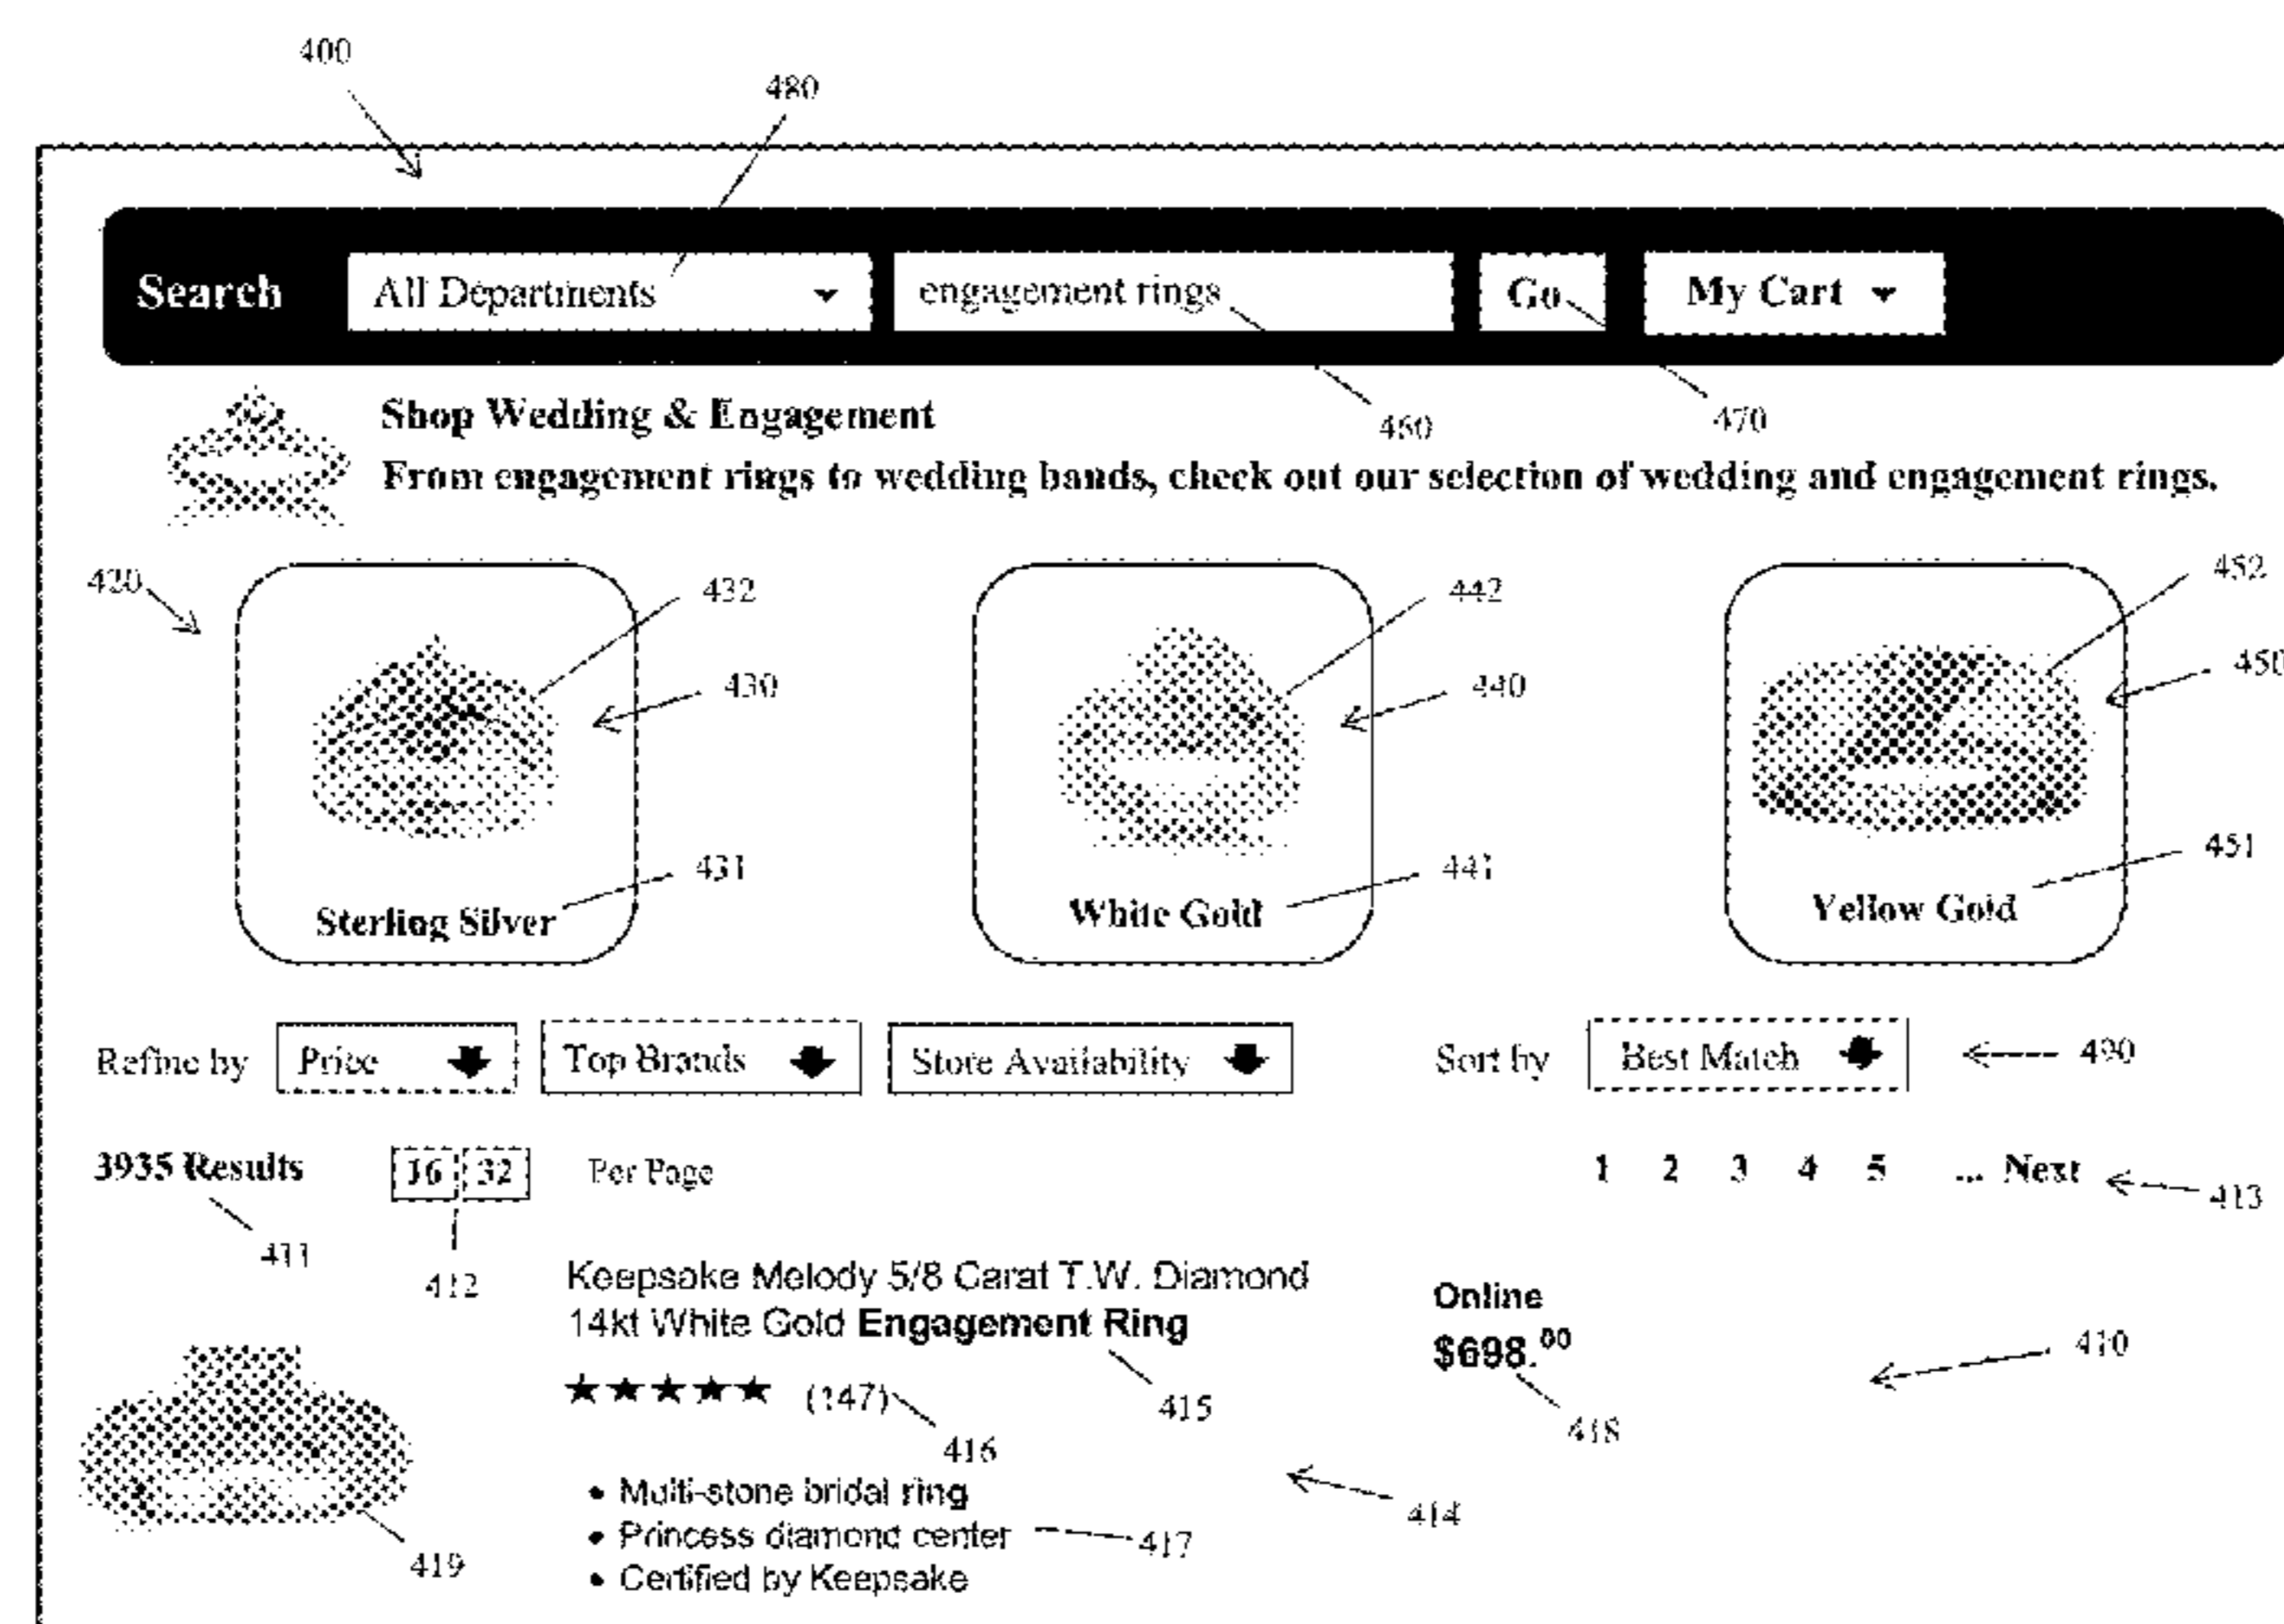 400
480
Search All Departments engagement rings Go My Cart
Shop Wedding & Engagement
460
470
From engagement rings to wedding bands, check out our selection of wedding and engagement rings.
420
432
442
452
430
440
450
431
441
451
Sterling Silver
White Gold
Yellow Gold
Refine by Price Top Brands Store Availability Sort by Best Match 490
3935 Results 16 32 Per Page 1 2 3 4 5 ... Next
413
411
412
Keepsake Melody 5/8 Carat T.W. Diamond
14kt White Gold Engagement Ring
Online
$698.00
410
★★★★★ (147)
415
418
416
• Multi-stone bridal ring
• Princess diamond center
• Certified by Keepsake
414
417
419